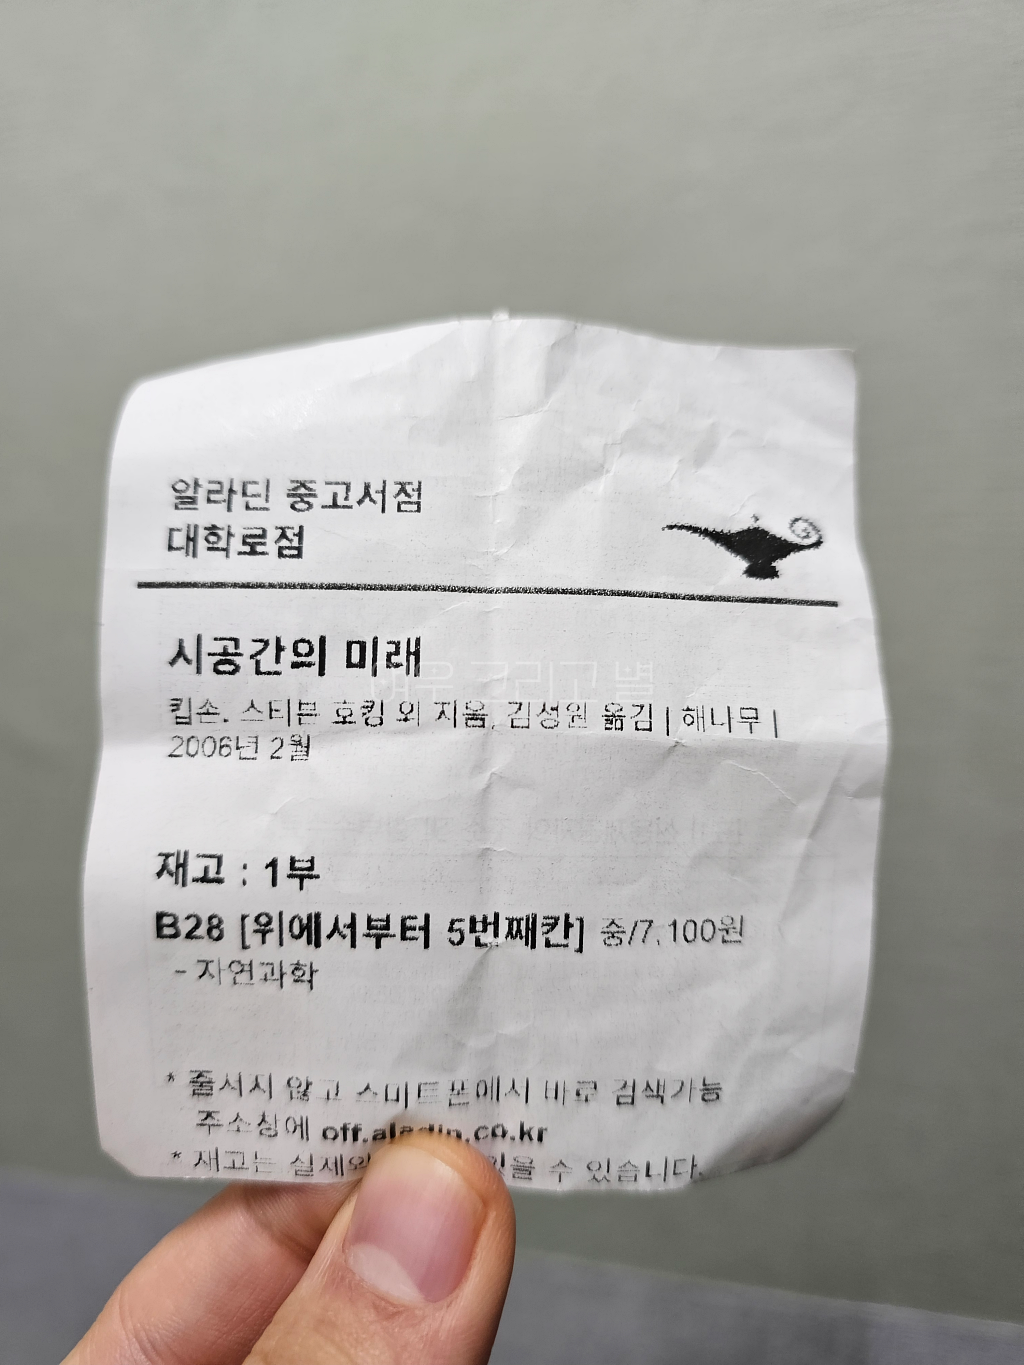 알라딘 중고서점
대학로점
시공간의 미래
킵손, 스티븐 호킹 외 지음, 김성원 옮김 | 해나무 |
2006년 2월
재고 : 1부
B28 [위에서부터 5번째칸] 중/7,100원
- 자연과학
* 줄서지 않고 스마트폰에서 바로 검색가능
주소창에 off.aladin.co.kr
* 재고는 실제와 있을 수 있습니다.